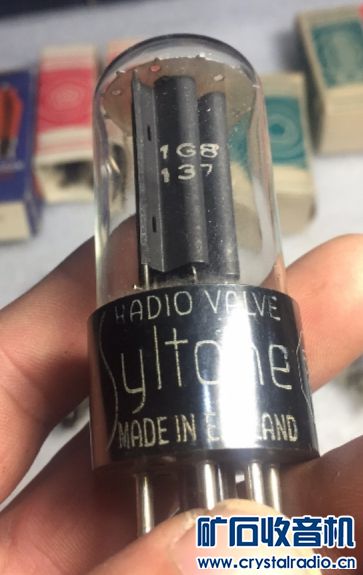 1G8
137
RADIO VALVE
Syltone
MADE IN ENGLAND
矿石收音机
www.crystalradio.cn